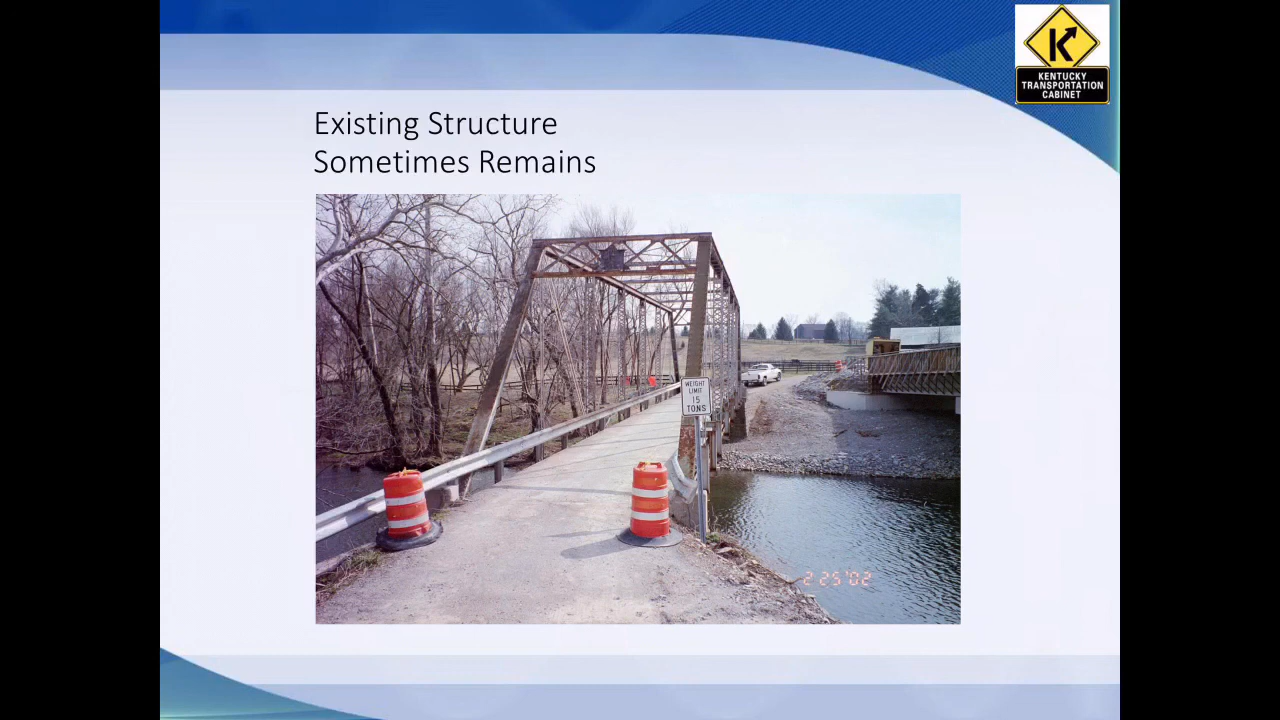 K
KENTUCKY
TRANSPORTATION
CABINET
Existing Structure
Sometimes Remains
WEIGHT
LIMIT
15
TONS
2 25 '02